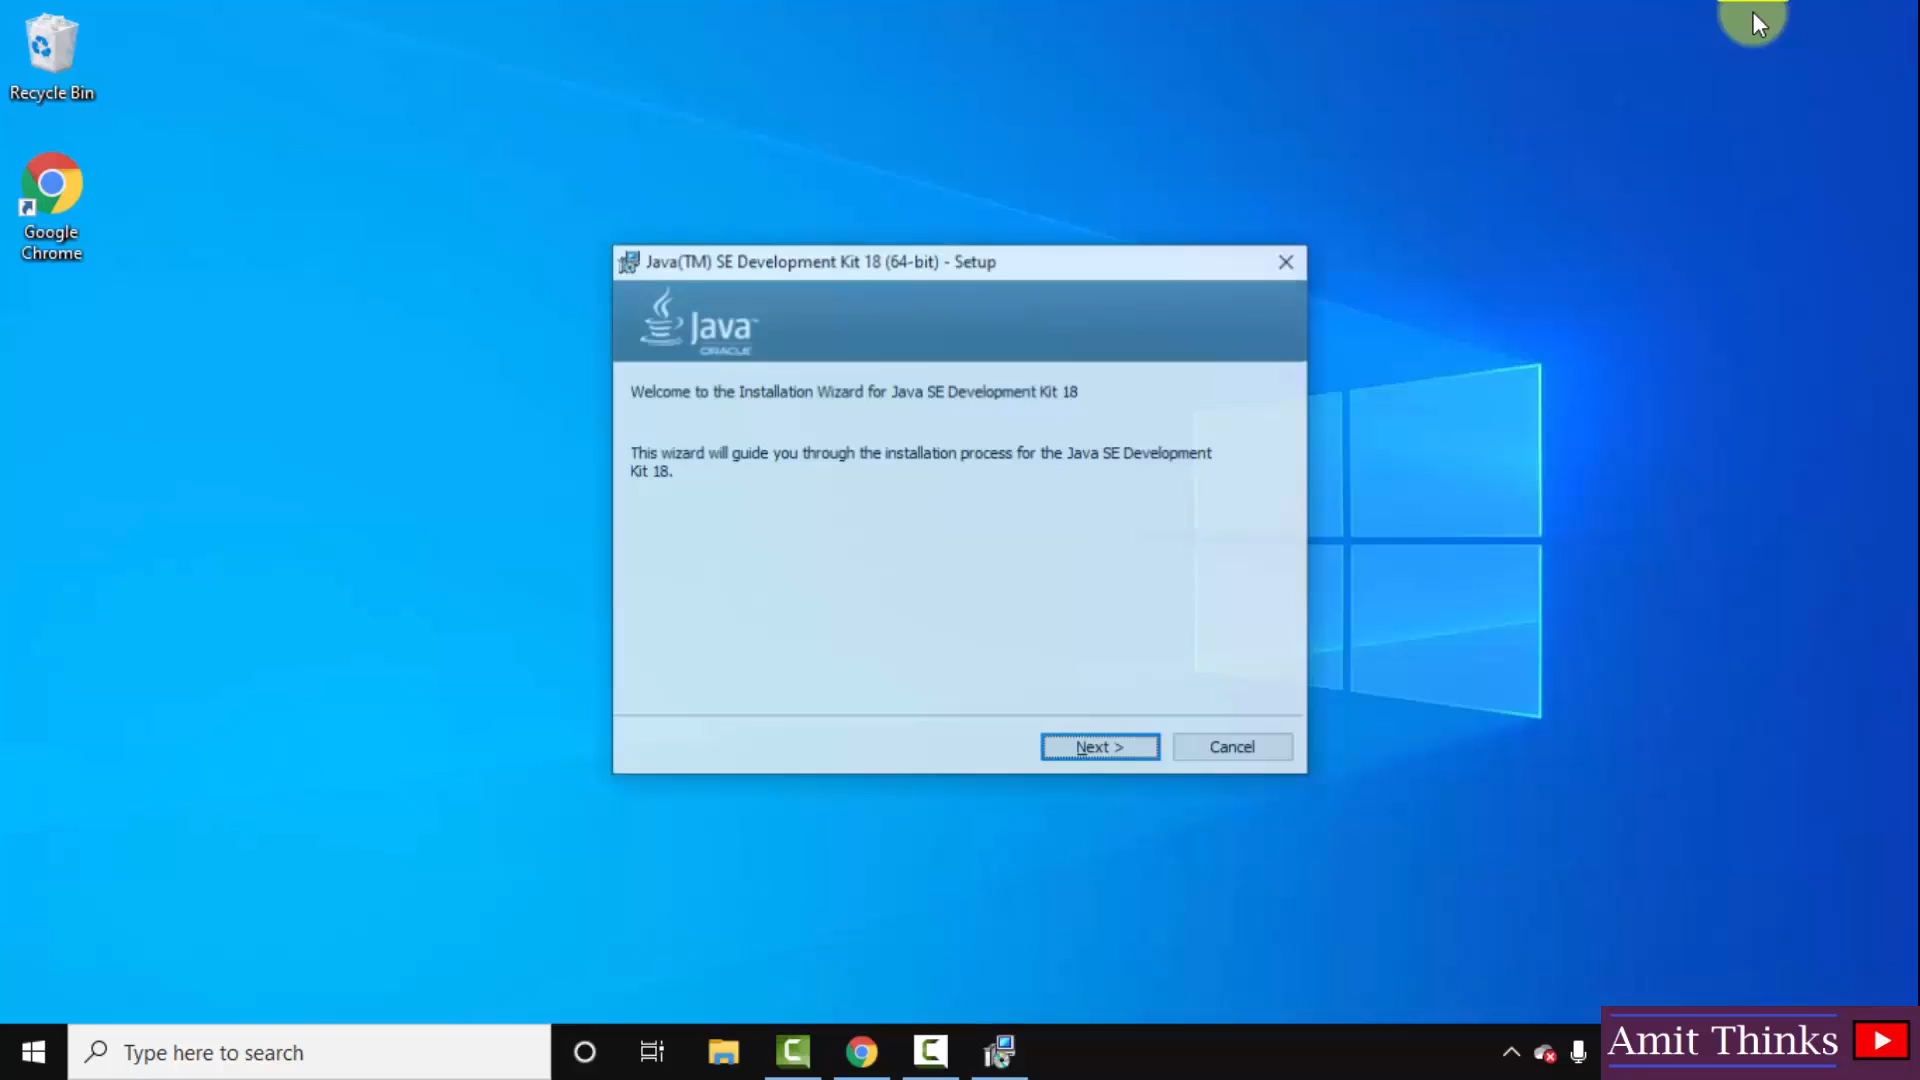 Recycle Bin
Google
Chrome
Java(TM) SE Development Kit 18 (64-bit) - Setup
Java™
ORACLE
Welcome to the Installation Wizard for Java SE Development Kit 18
This wizard will guide you through the installation process for the Java SE Development
Kit 18.
Next >
Cancel
Type here to search
Amit Thinks